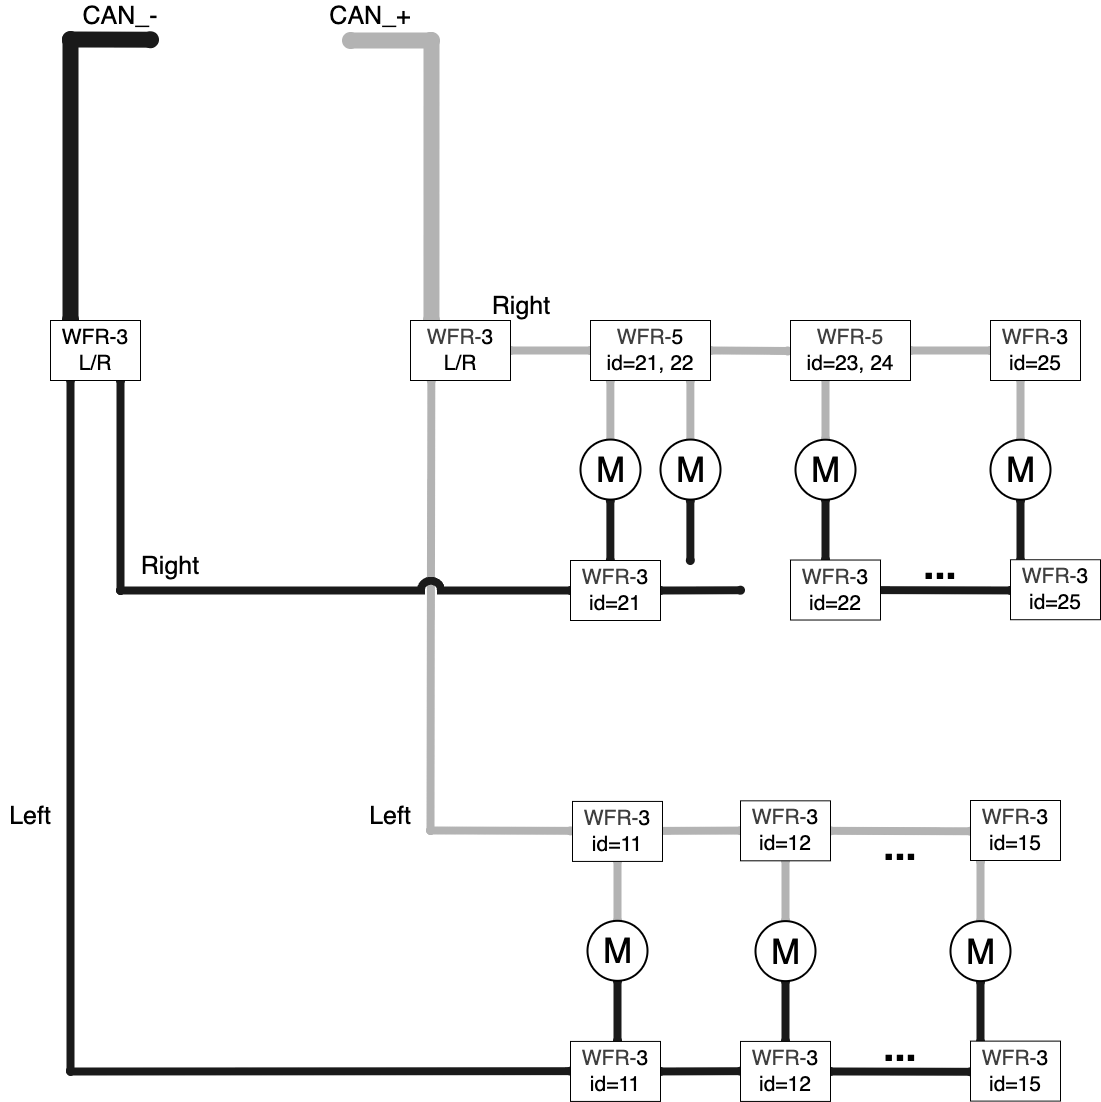 CAN_-
CAN_+
Right
WFR-3
L/R
WFR-3
L/R
WFR-5
id=21, 22
WFR-5
id=23, 24
WFR-3
id=25
M
M
M
M
Right
WFR-3
id=21
WFR-3
id=22
...
WFR-3
id=25
Left
Left
WFR-3
id=11
WFR-3
id=12
...
WFR-3
id=15
M
M
M
WFR-3
id=11
WFR-3
id=12
...
WFR-3
id=15